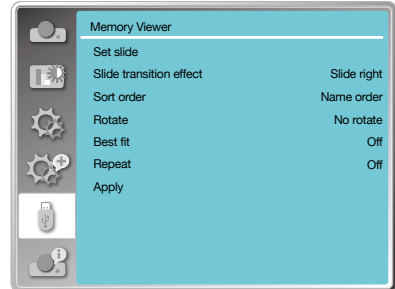 Memory Viewer
Set slide
Slide transition effect Slide right
Sort order Name order
Rotate No rotate
Best fit Off
Repeat Off
Apply